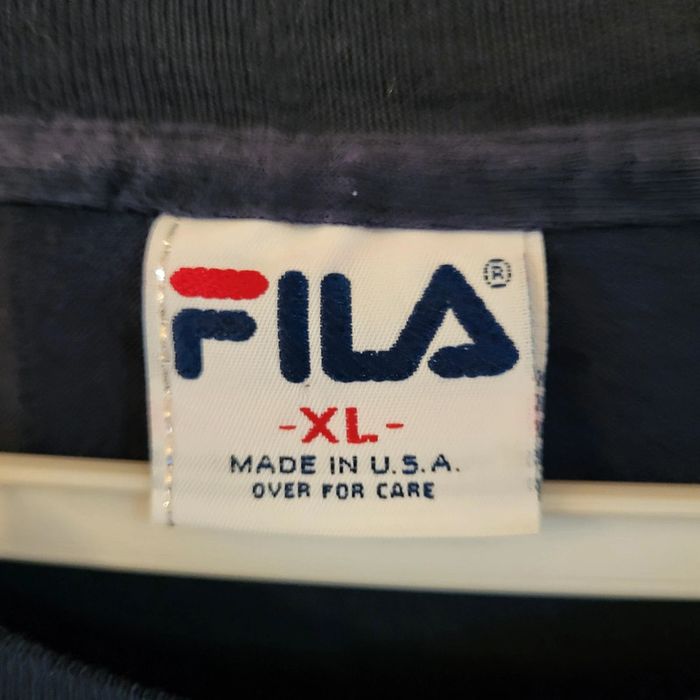 FILA®
-XL-
MADE IN U.S.A.
OVER FOR CARE